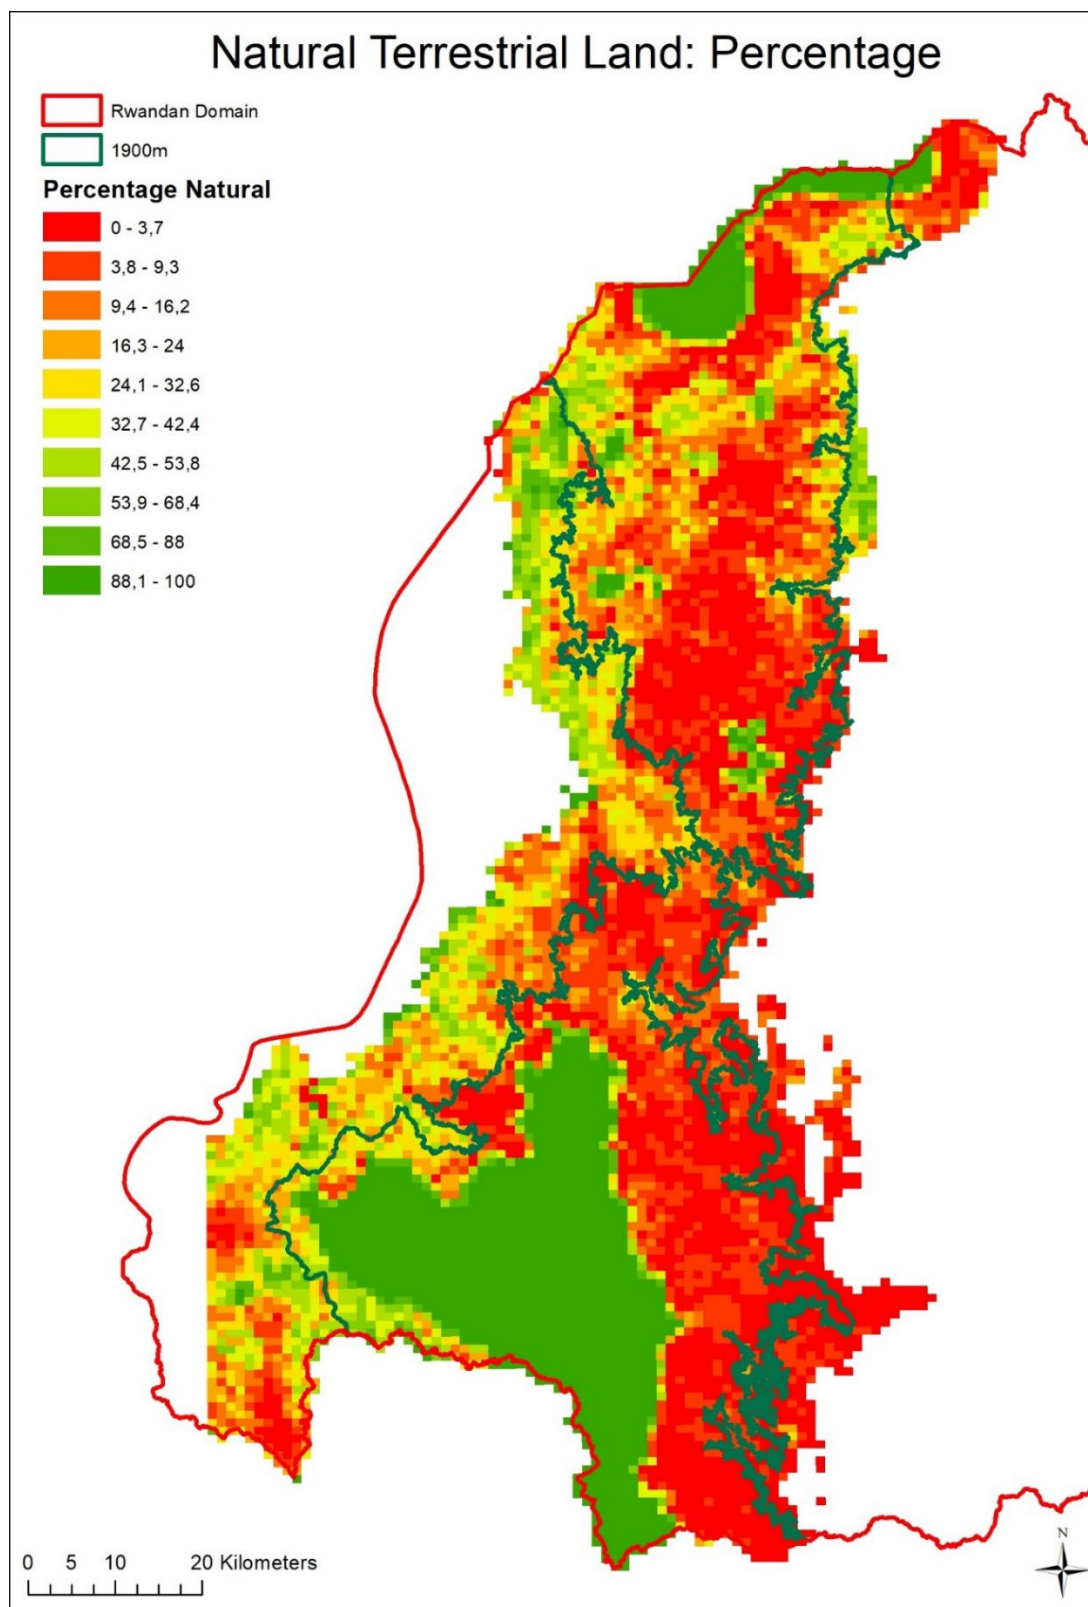 Natural Terrestrial Land: Percentage
Rwandan Domain
1900m
Percentage Natural
0 - 3,7
3,8 - 9,3
9,4 - 16,2
16,3 - 24
24,1 - 32,6
32,7 - 42,4
42,5 - 53,8
53,9 - 68,4
68,5 - 88
88,1 - 100
N
0 5 10 20 Kilometers